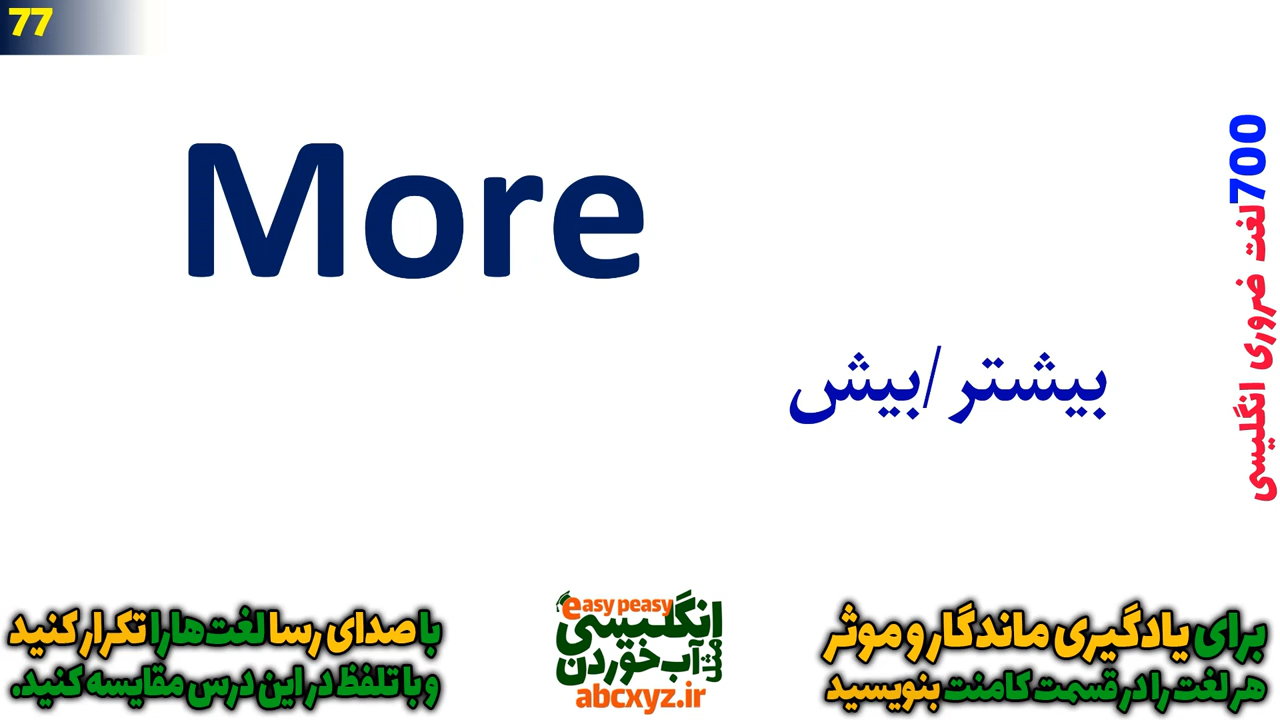 77
More
بیشتر / بیش
700 لغت ضروری انگلیسی
برای یادگیری ماندگار و موثر
هر لغت را در قسمت کامنت بنویسید
easy peasy
انگلیسی
مثل آب خوردن
abcxyz.ir
با صدای رسا لغت‌ها را تکرار کنید
و با تلفظ در این درس مقایسه کنید.